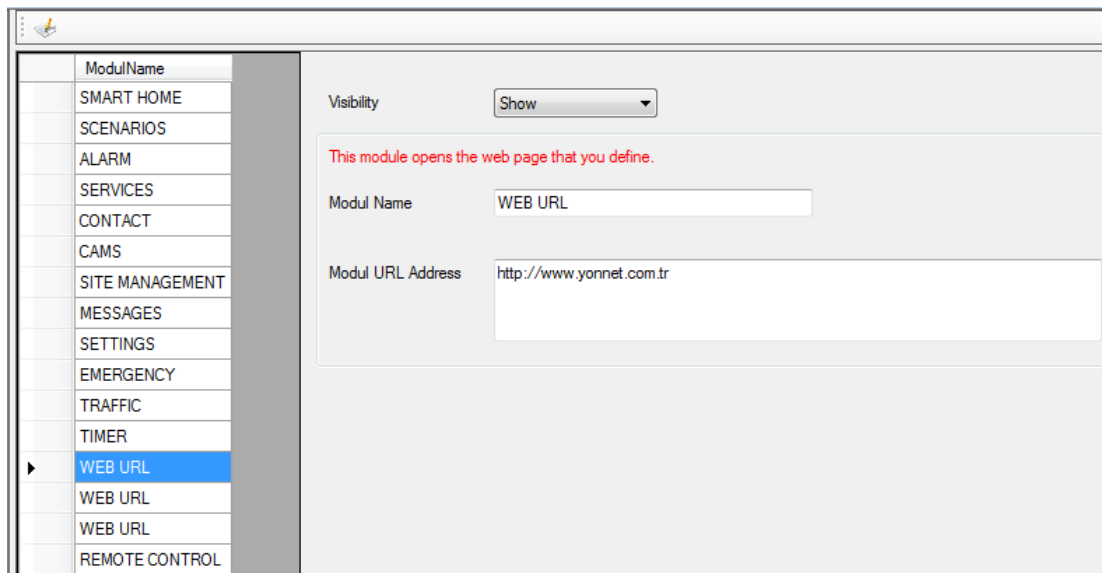 ModulName
SMART HOME
SCENARIOS
ALARM
SERVICES
CONTACT
CAMS
SITE MANAGEMENT
MESSAGES
SETTINGS
EMERGENCY
TRAFFIC
TIMER
WEB URL
WEB URL
WEB URL
REMOTE CONTROL
Visibility Show
This module opens the web page that you define.
Modul Name WEB URL
Modul URL Address http://www.yonnet.com.tr